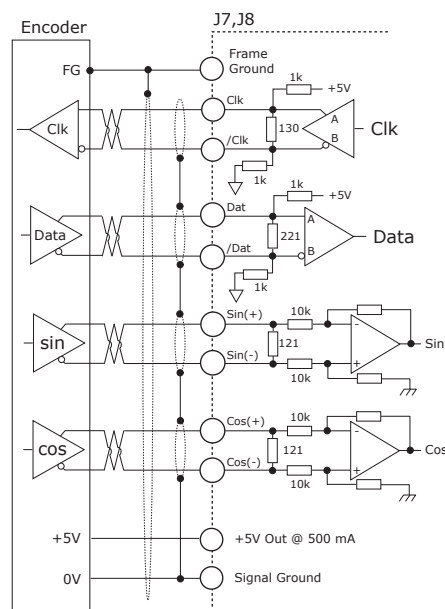 Encoder
J7,J8
FG
Frame
Ground
1k
+5V
Clk
Clk
/Clk
130
A
B
Clk
1k
1k
+5V
Dat
Data
/Dat
221
A
B
Data
1k
Sin(+)
10k
-
sin
121
Sin
Sin(-)
+
10k
Cos(+)
10k
-
cos
121
Cos
Cos(-)
+
10k
+5V
+5V Out @ 500 mA
0V
Signal Ground